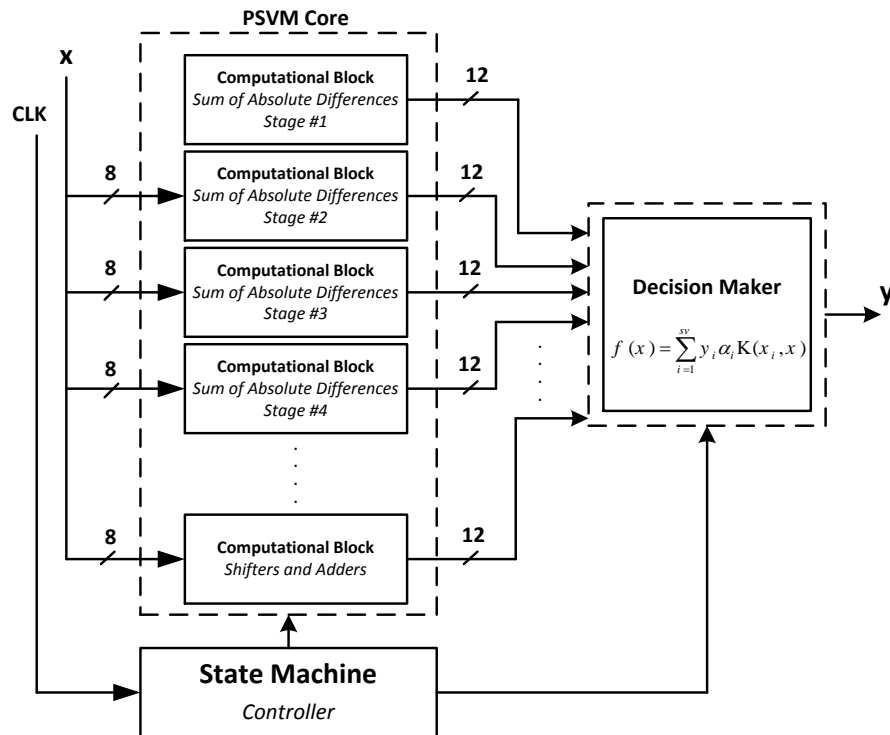 PSVM Core
x
CLK
Computational Block
Sum of Absolute Differences
Stage #1
12
8
Computational Block
Sum of Absolute Differences
Stage #2
12
8
Computational Block
Sum of Absolute Differences
Stage #3
12
8
Computational Block
Sum of Absolute Differences
Stage #4
12
8
Computational Block
Shifters and Adders
12
Decision Maker
f(x)=∑_{i=1}^{sv} y_i α_i K(x_i, x)
y
State Machine
Controller